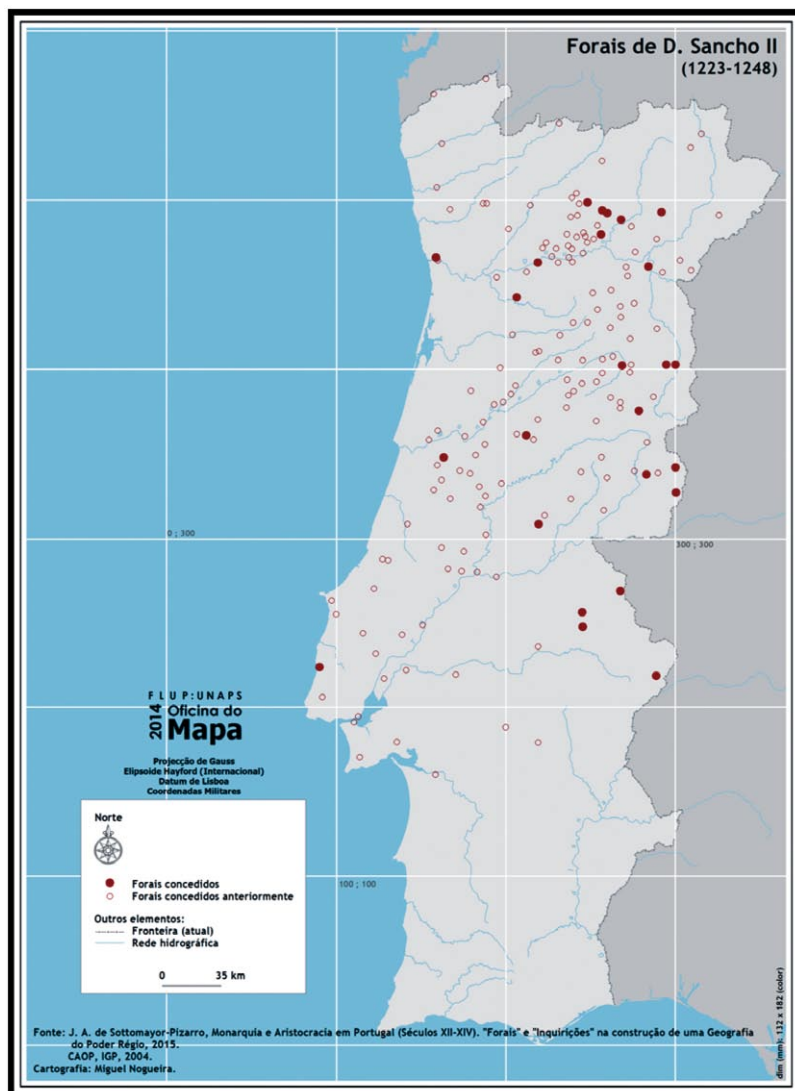 Forais de D. Sancho II
(1223-1248)
0 ; 300
300 ; 300
FLUP:UNAPS
2014 Oficina do
Mapa
Projecção de Gauss
Elipsoide Hayford (Internacional)
Datum de Lisboa
Coordenadas Militares
Norte
Forais concedidos
Forais concedidos anteriormente
Outros elementos:
Fronteira (atual)
Rede hidrográfica
0 35 km
100 ; 100
Fonte: J. A. de Sottomayor-Pizarro, Monarquia e Aristocracia em Portugal (Séculos XII-XIV). "Forais" e "Inquirições" na construção de uma Geografia
do Poder Régio, 2015.
CAOP, IGP, 2004.
Cartografia: Miguel Nogueira.
dim (mm): 132 x 182 (color)